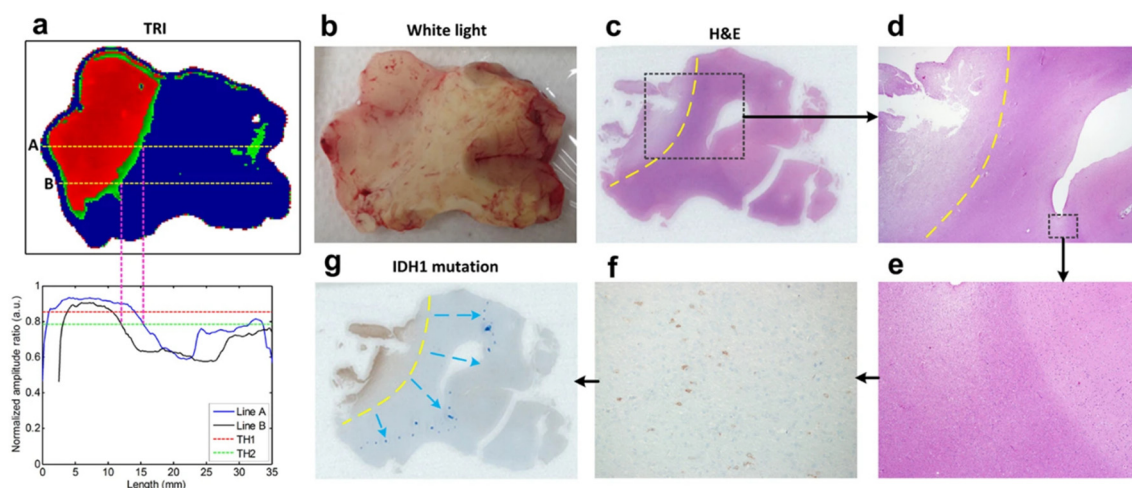 a
TRI
b
White light
c
H&E
d
A
B
Normalized amplitude ratio (a.u.)
1
0.8
0.6
0.4
0.2
0
Line A
Line B
TH1
TH2
0 5 10 15 20 25 30 35
Length (mm)
g
IDH1 mutation
f
e